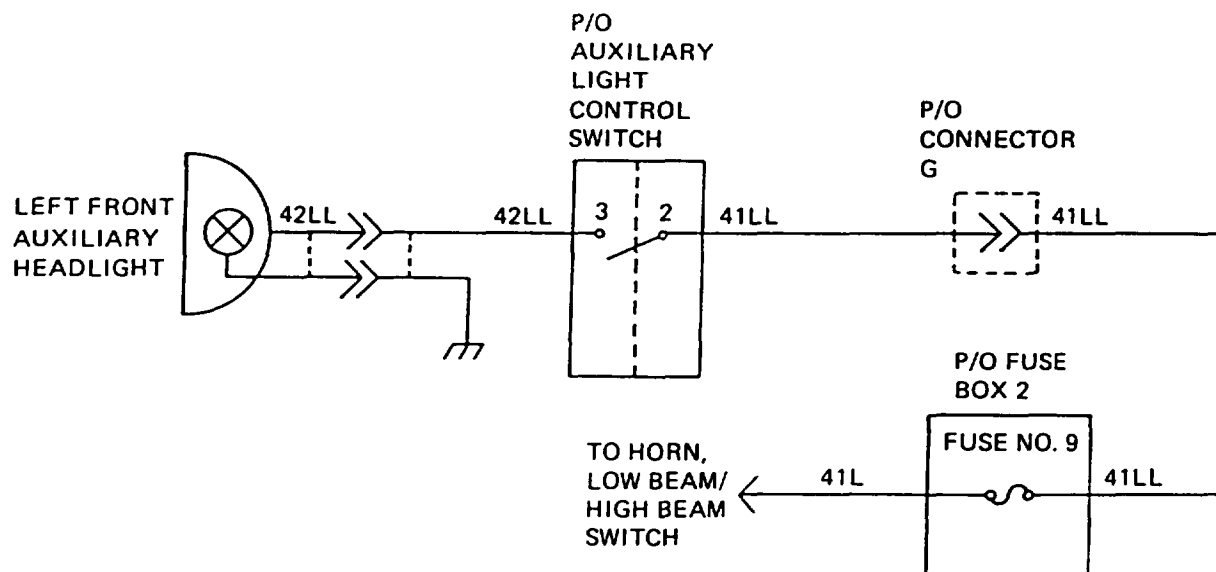 P/O
AUXILIARY
LIGHT
CONTROL
SWITCH
P/O
CONNECTOR
G
LEFT FRONT
AUXILIARY
HEADLIGHT
42LL
42LL
3
2
41LL
41LL
P/O FUSE
BOX 2
FUSE NO. 9
TO HORN,
LOW BEAM/
HIGH BEAM
SWITCH
41L
41LL